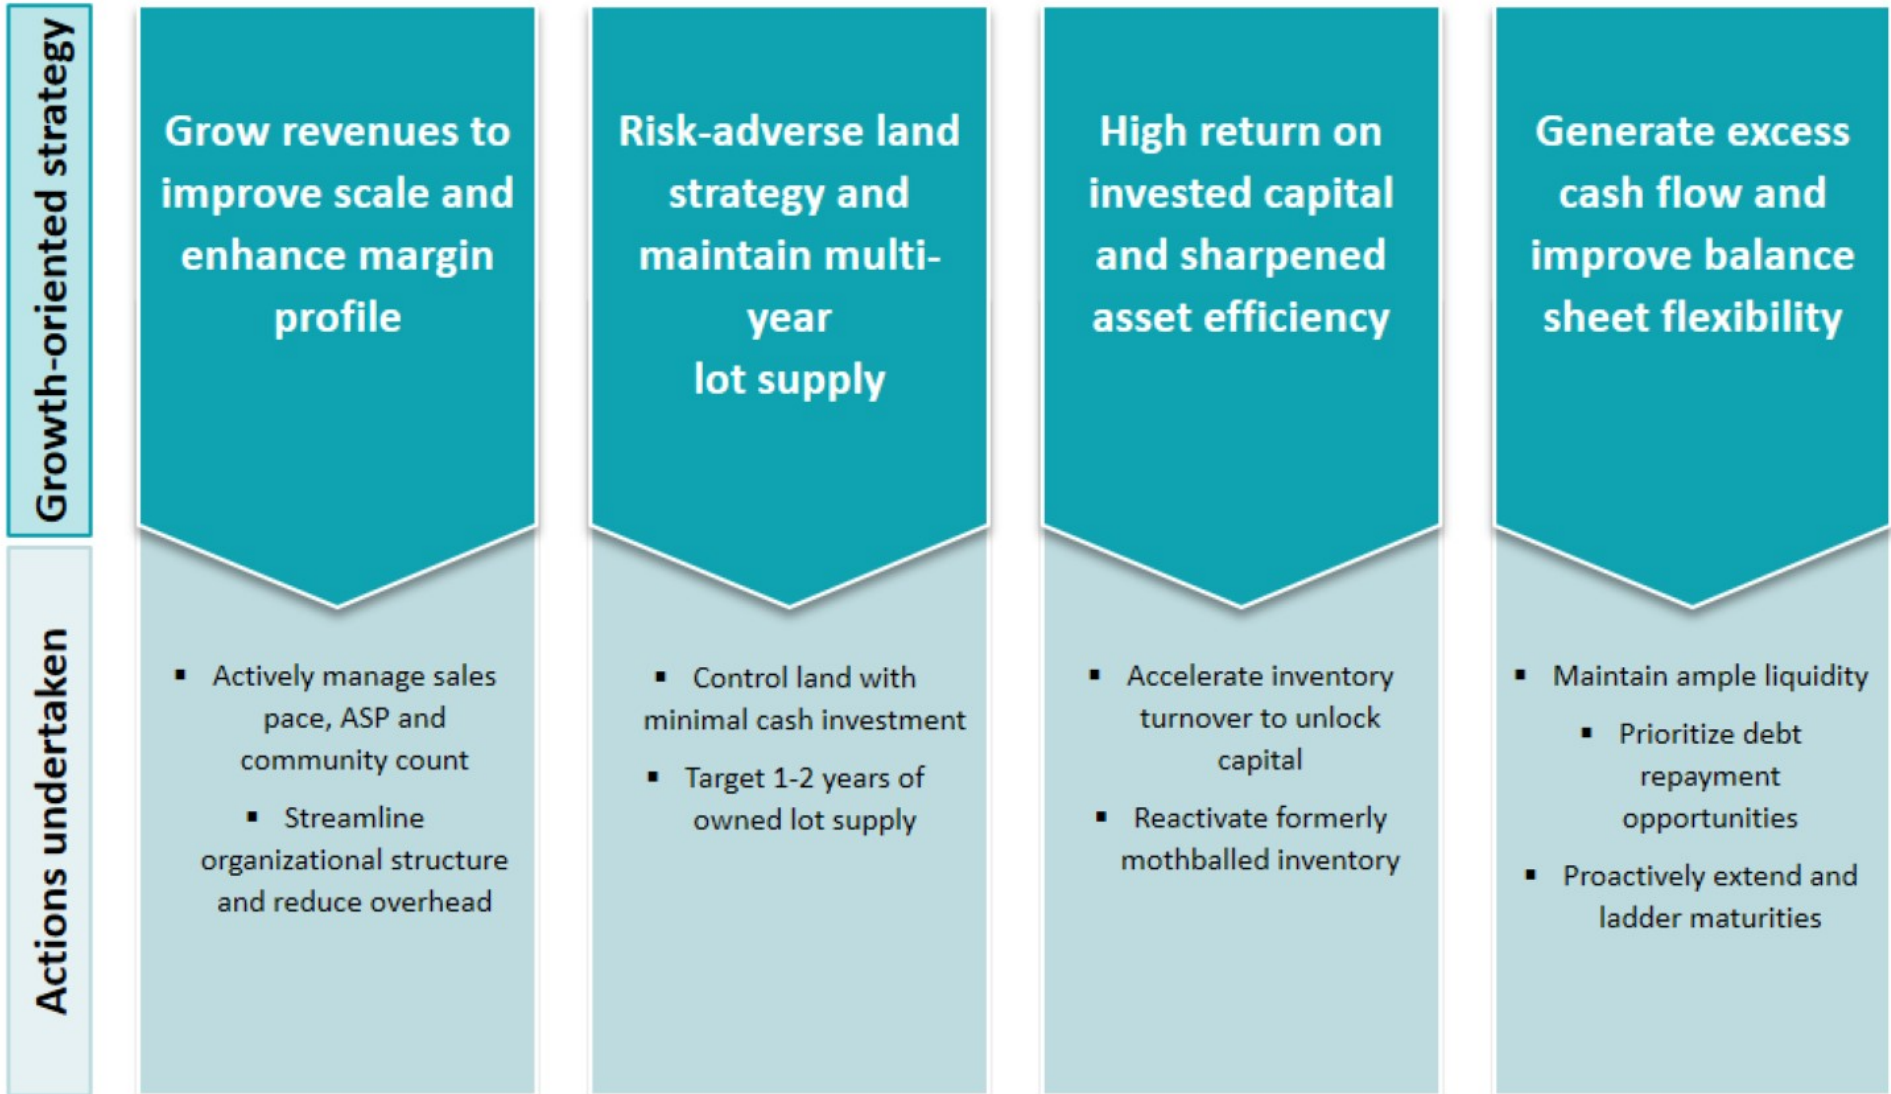 Growth-oriented strategy
Grow revenues to
improve scale and
enhance margin
profile
Risk-adverse land
strategy and
maintain multi-
year
lot supply
High return on
invested capital
and sharpened
asset efficiency
Generate excess
cash flow and
improve balance
sheet flexibility
Actions undertaken
▪ Actively manage sales
pace, ASP and
community count
▪ Streamline
organizational structure
and reduce overhead
▪ Control land with
minimal cash investment
▪ Target 1-2 years of
owned lot supply
▪ Accelerate inventory
turnover to unlock
capital
▪ Reactivate formerly
mothballed inventory
▪ Maintain ample liquidity
▪ Prioritize debt
repayment
opportunities
▪ Proactively extend and
ladder maturities